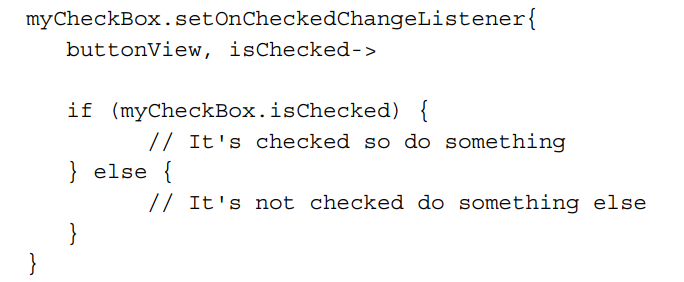 myCheckBox.setOnCheckedChangeListener{
   buttonView, isChecked->

   if (myCheckBox.isChecked) {
         // It's checked so do something
   } else {
         // It's not checked do something else
   }
}